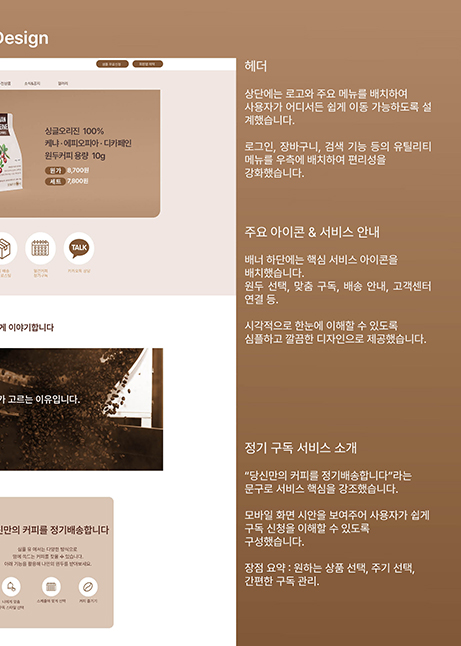 Design
싱글오리진 100%
케냐 · 에피오피아 · 디카페인
원두커피 용량 10g
원가 8,700원
세트 7,800원
TALK
게 이야기합니다
가 고르는 이유입니다.
신만의 커피를 정기배송합니다
헤더
상단에는 로고와 주요 메뉴를 배치하여
사용자가 어디서든 쉽게 이동 가능하도록 설
계했습니다.
로그인, 장바구니, 검색 기능 등의 유틸리티
메뉴를 우측에 배치하여 편리성을
강화했습니다.
주요 아이콘 & 서비스 안내
배너 하단에는 핵심 서비스 아이콘을
배치했습니다.
원두 선택, 맞춤 구독, 배송 안내, 고객센터
연결 등.
시각적으로 한눈에 이해할 수 있도록
심플하고 깔끔한 디자인으로 제공했습니다.
정기 구독 서비스 소개
“당신만의 커피를 정기배송합니다”라는
문구로 서비스 핵심을 강조했습니다.
모바일 화면 시안을 보여주어 사용자가 쉽게
구독 신청을 이해할 수 있도록
구성했습니다.
장점 요약 : 원하는 상품 선택, 주기 선택,
간편한 구독 관리.